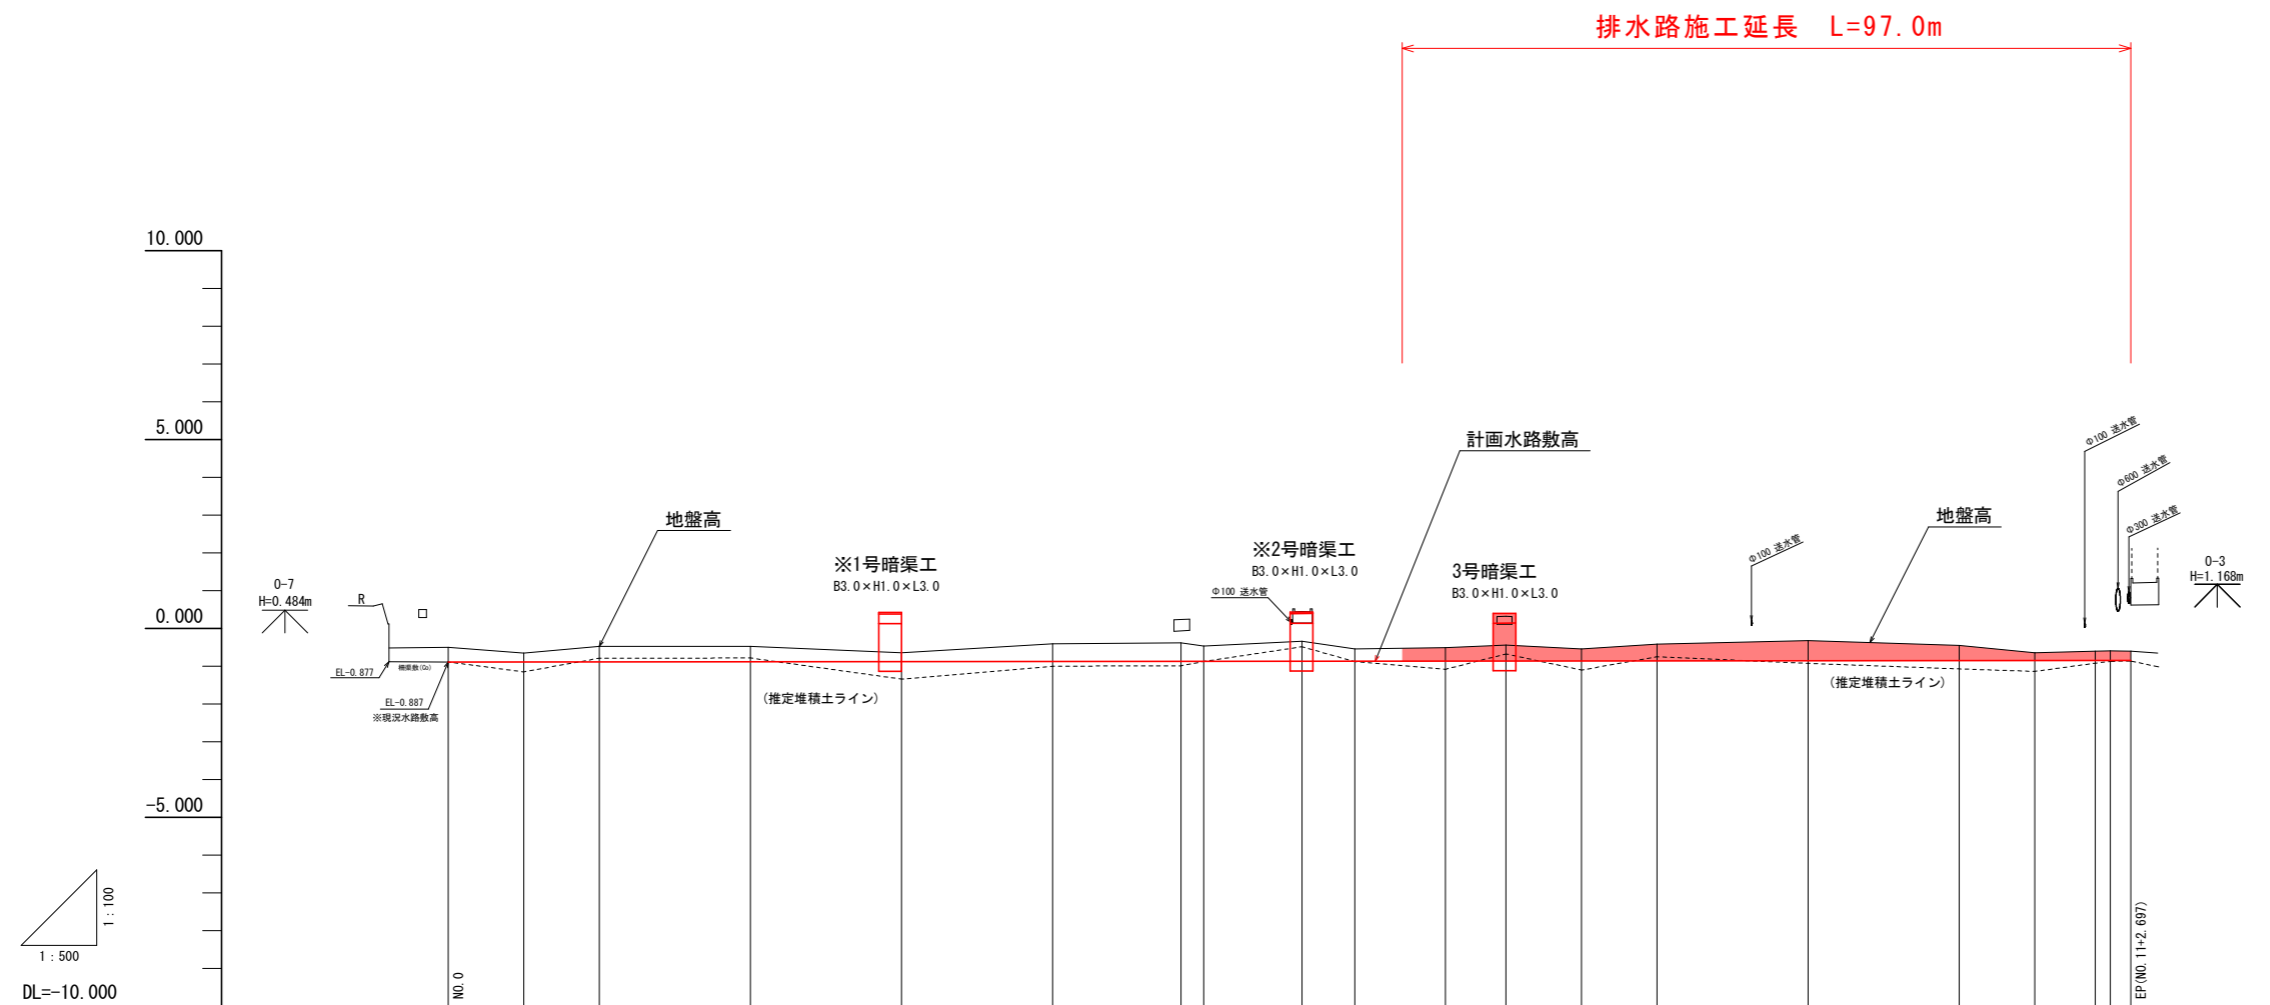 排水路施工延長 L=97.0m
10.000
5.000
0.000
-5.000
DL=-10.000
1:100
1:500
O-7
H=0.484m
R
EL-0.877
柵渠敷(Co)
EL-0.887
※現況水路敷高
地盤高
※1号暗渠工
B3.0×H1.0×L3.0
(推定堆積土ライン)
※2号暗渠工
B3.0×H1.0×L3.0
Φ100 送水管
計画水路敷高
3号暗渠工
B3.0×H1.0×L3.0
Φ100 送水管
地盤高
(推定堆積土ライン)
Φ100 送水管
Φ600 送水管
Φ300 送水管
O-3
H=1.168m
NO.0
EP(NO.11+2.697)